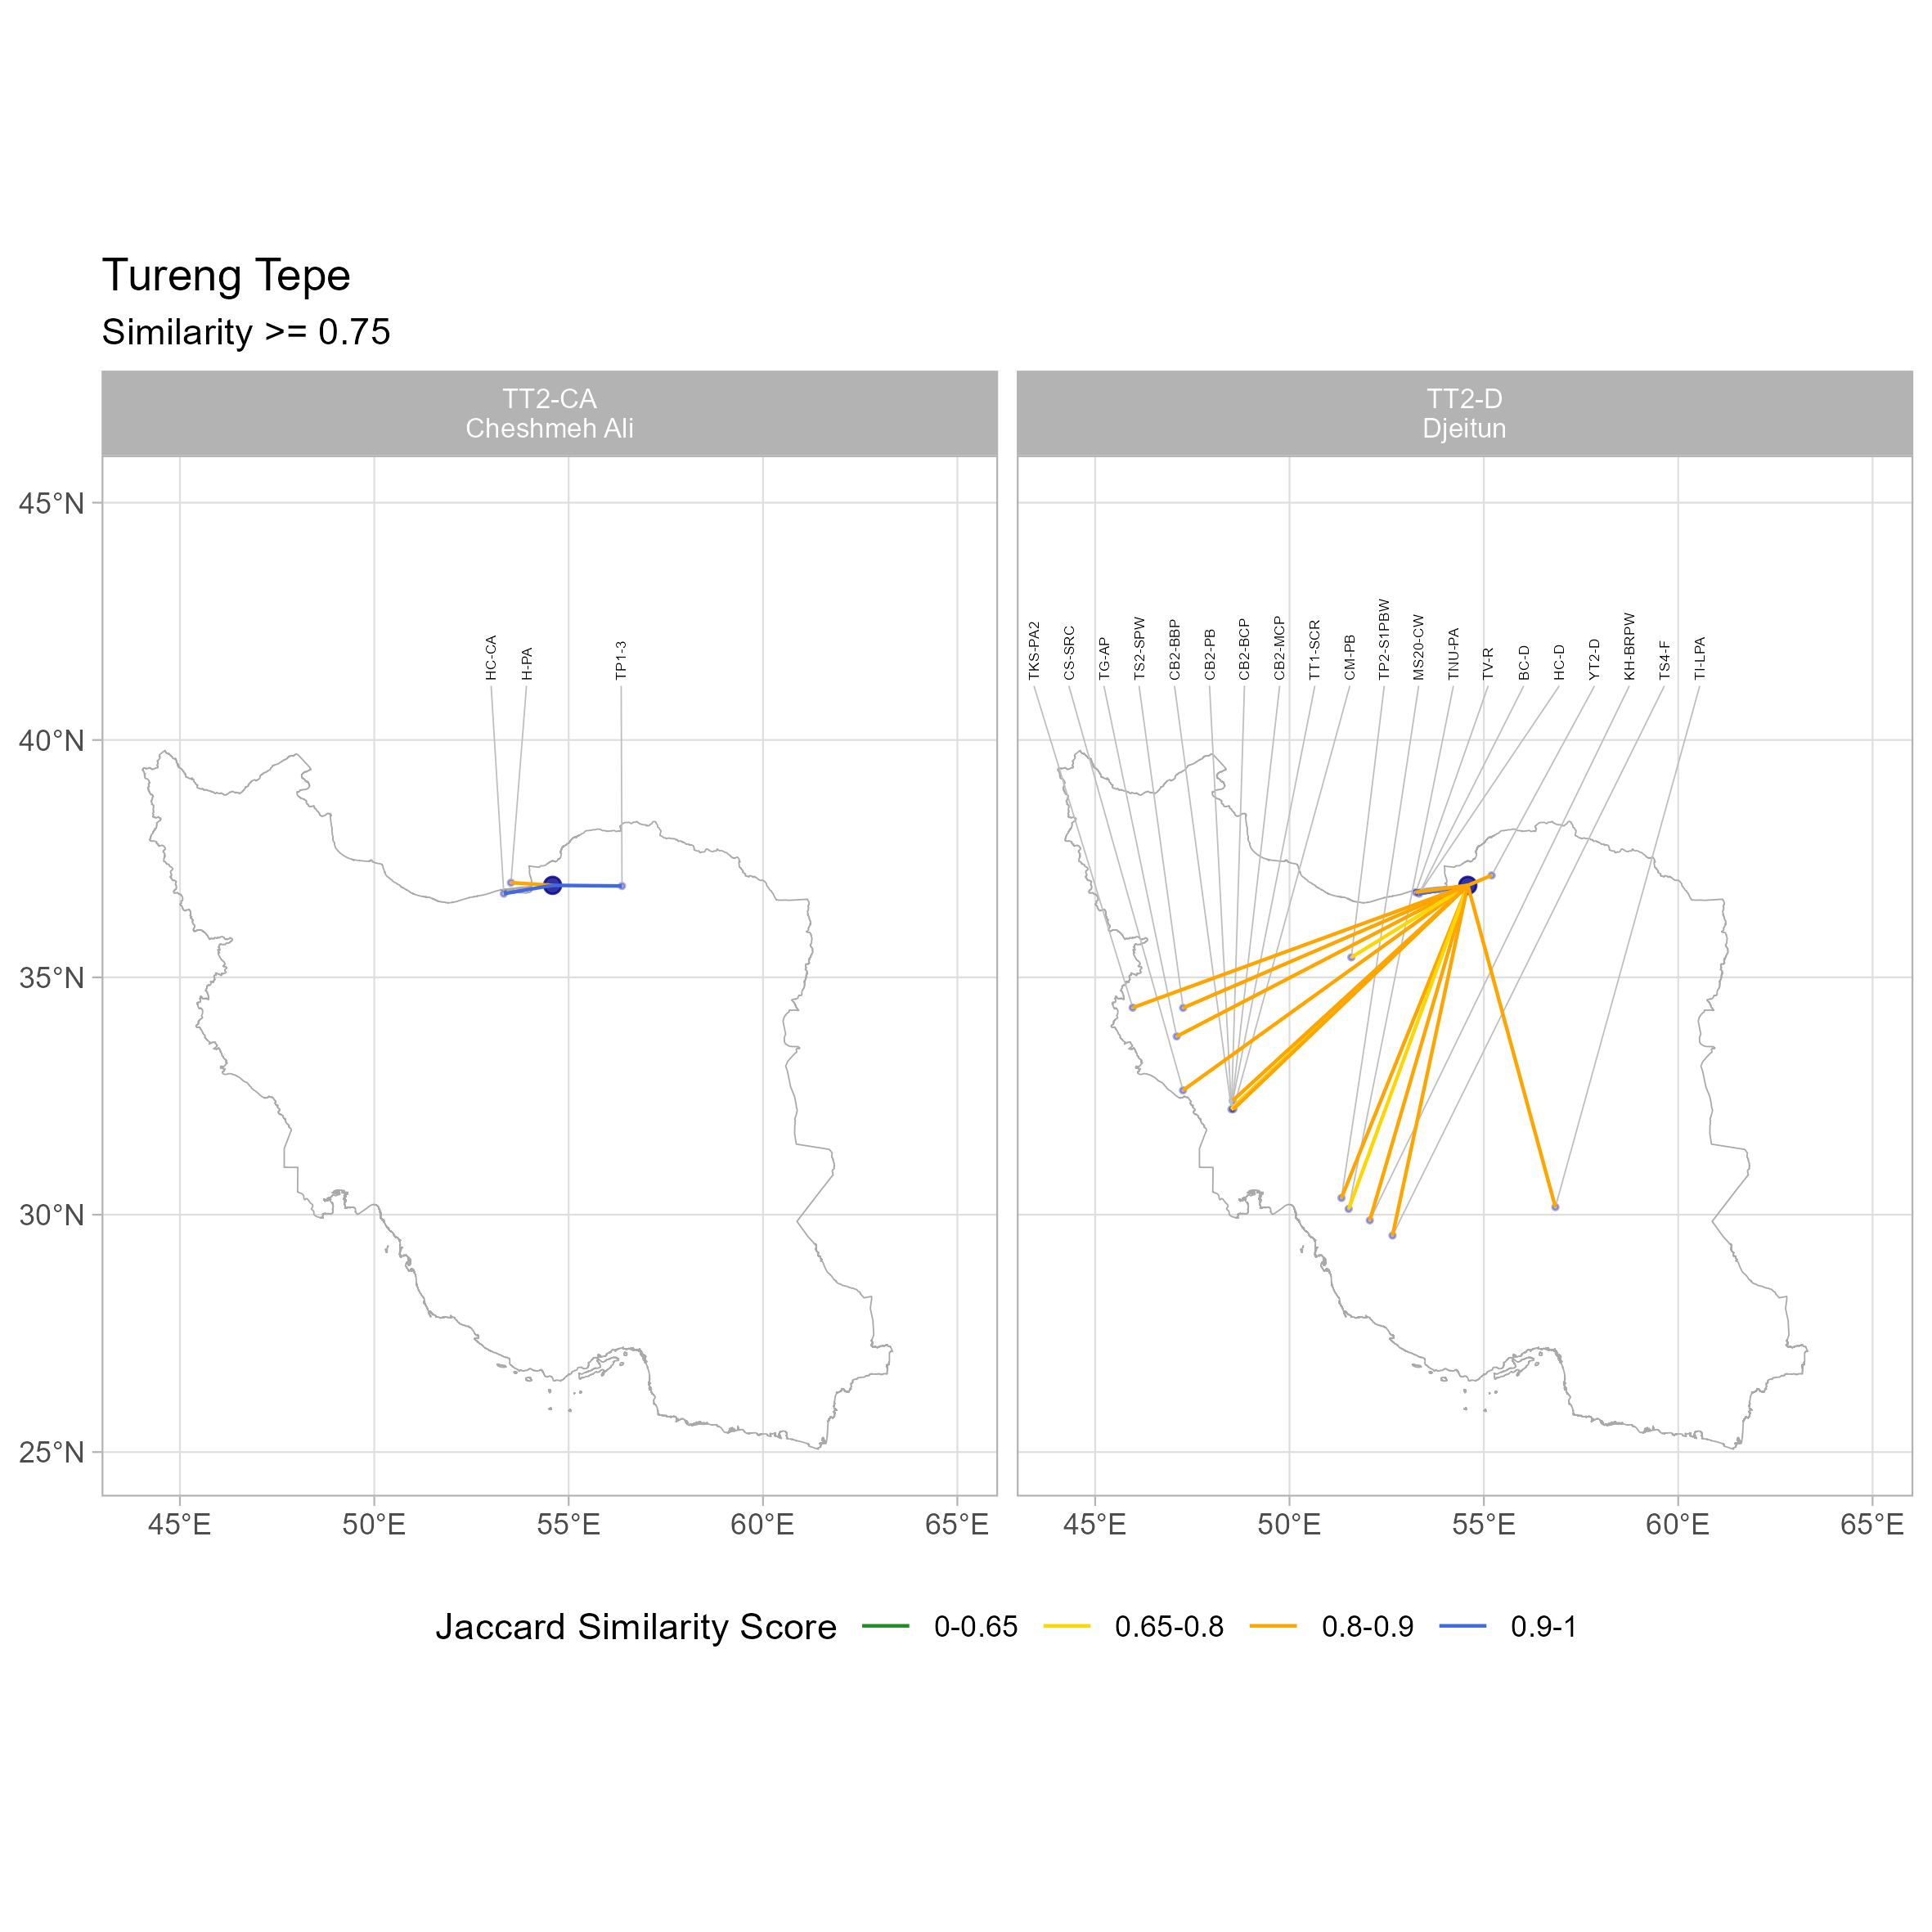 Tureng Tepe
Similarity >= 0.75
TT2-CA
Cheshmeh Ali
TT2-D
Djeitun
45°N
40°N
35°N
30°N
25°N
HC-CA
H-PA
TP1-3
TKS-PA2
CS-SRC
TG-AP
TS2-SPW
CB2-BBP
CB2-PB
CB2-BCP
CB2-MCP
TT1-SCR
CM-PB
TP2-S1PBW
MS20-CW
TNU-PA
TV-R
BC-D
HC-D
YT2-D
KH-BRPW
TS4-F
TI-LPA
45°E 50°E 55°E 60°E 65°E
45°E 50°E 55°E 60°E 65°E
Jaccard Similarity Score 0-0.65 0.65-0.8 0.8-0.9 0.9-1